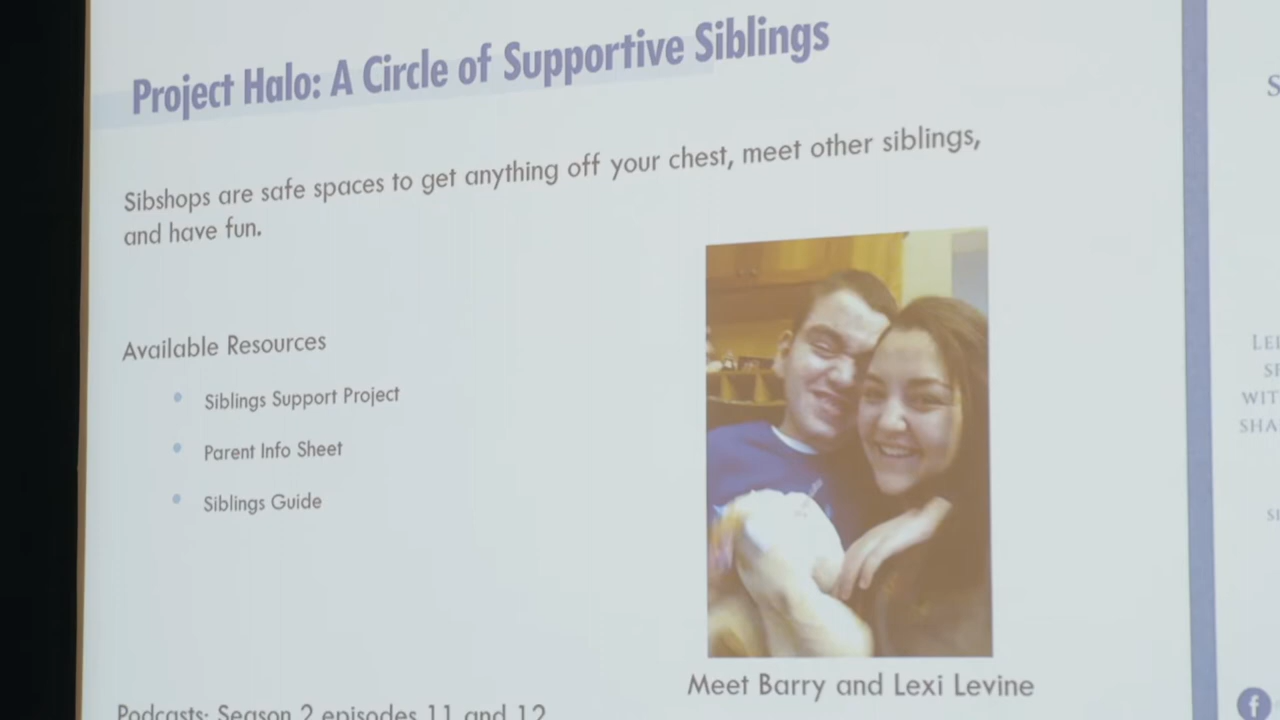 Project Halo: A Circle of Supportive Siblings
Sibshops are safe spaces to get anything off your chest, meet other siblings,
and have fun.
Available Resources
Siblings Support Project
Parent Info Sheet
Siblings Guide
Meet Barry and Lexi Levine
Podcasts: Season 2 episodes 11 and 12